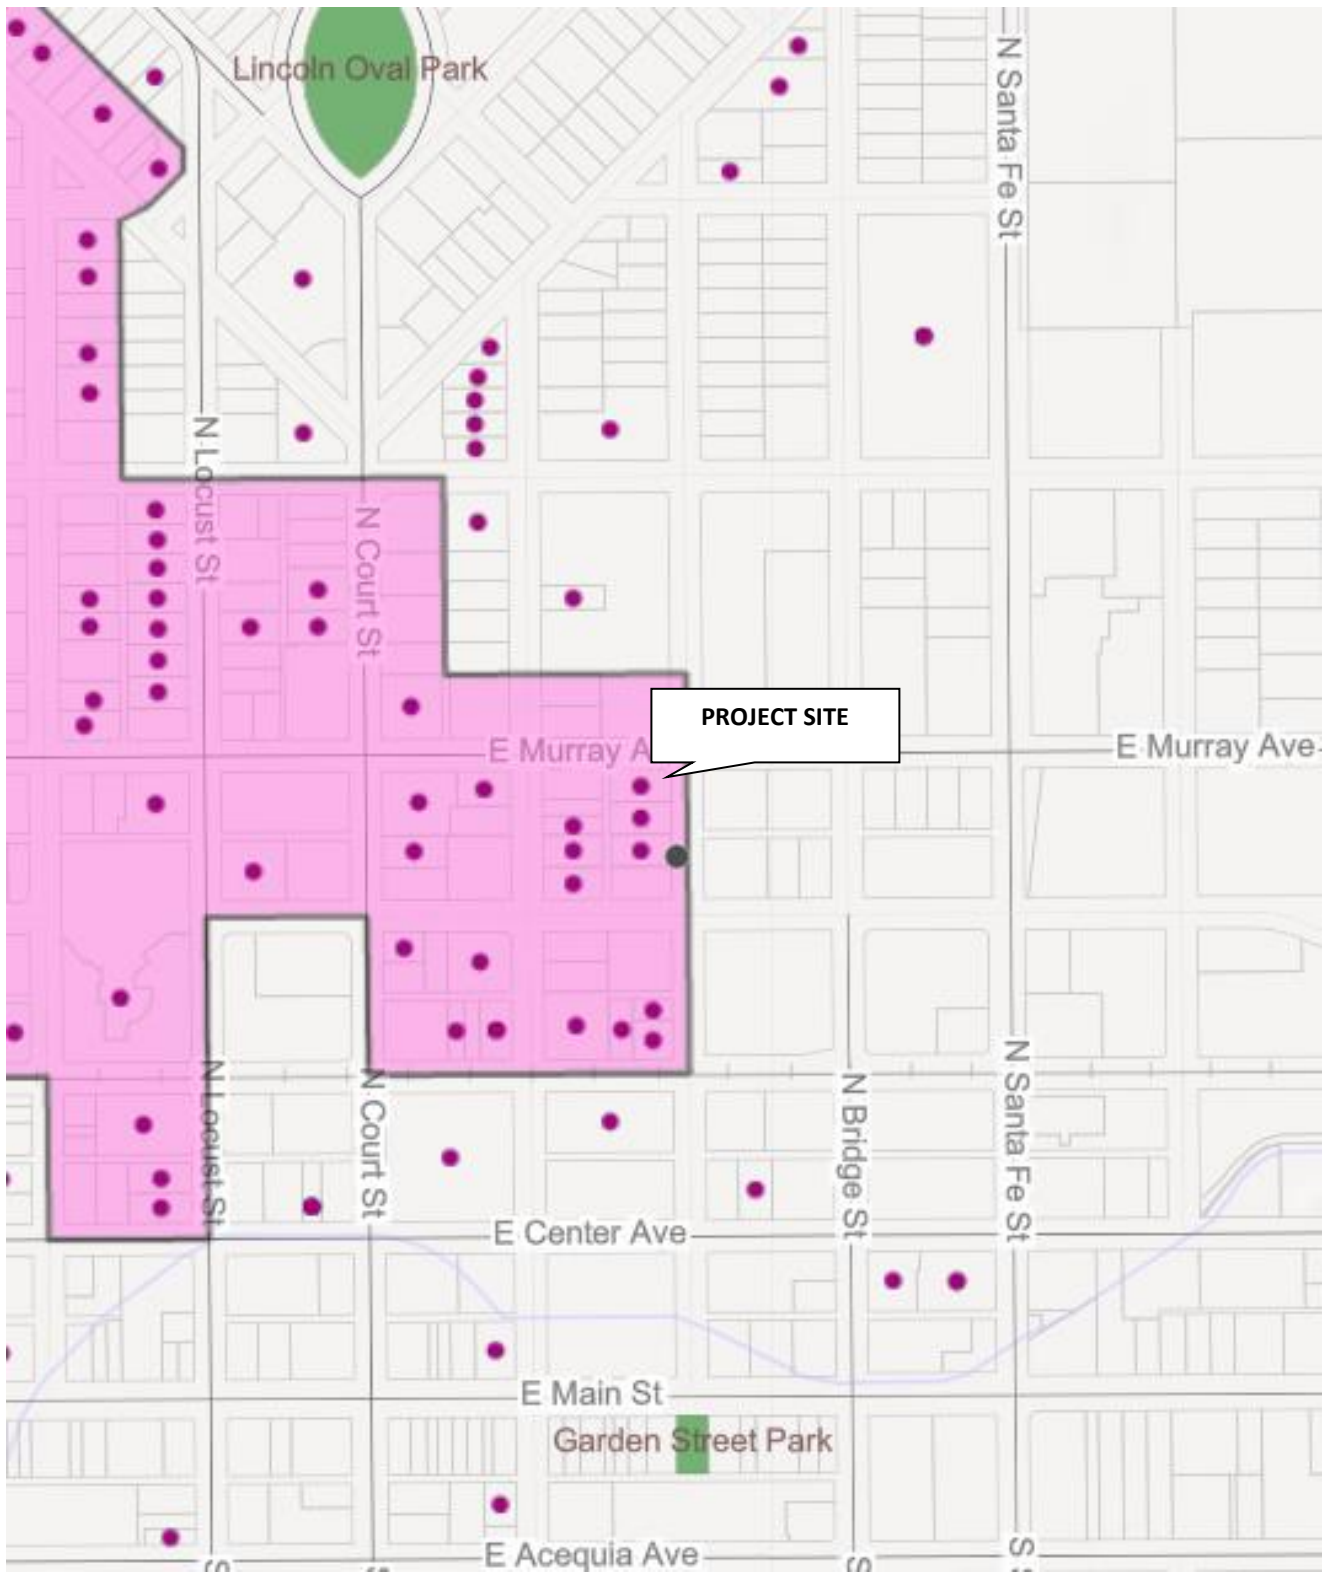 Lincoln Oval Park
N Santa Fe St
N Locust St
N Court St
PROJECT SITE
E Murray A
E Murray Ave
N Locust St
N Court St
N Bridge St
N Santa Fe St
E Center Ave
E Main St
Garden Street Park
E Acequia Ave
S
S
S
S